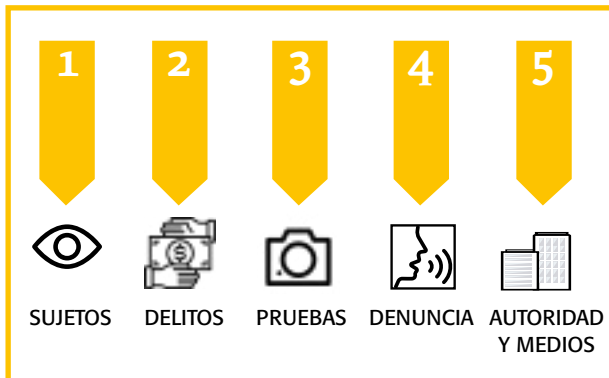 1 2 3 4 5
SUJETOS DELITOS PRUEBAS DENUNCIA AUTORIDAD
Y MEDIOS